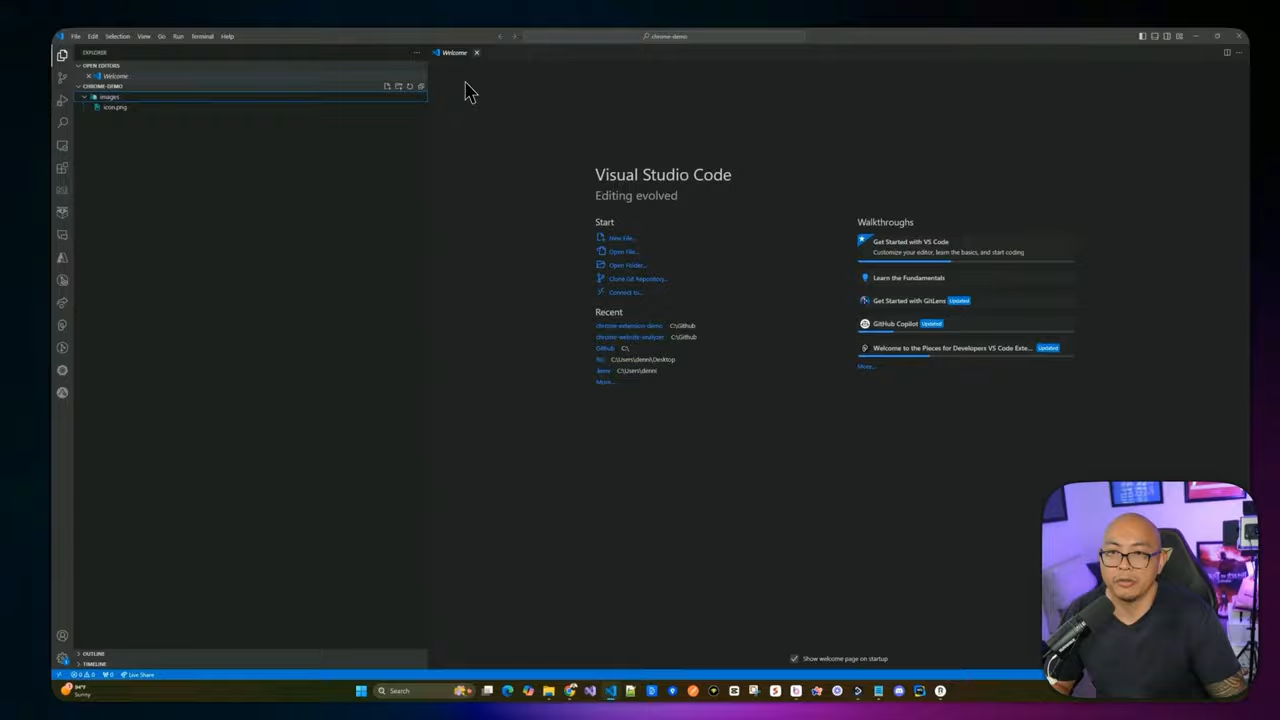 File Edit Selection View Go Run Terminal Help
chrome-demo
EXPLORER
OPEN EDITORS
Welcome
CHROME-DEMO
images
icon.png
OUTLINE
TIMELINE
Welcome
Visual Studio Code
Editing evolved
Start
New File...
Open File...
Open Folder...
Clone Git Repository...
Connect to...
Recent
chrome-extension-demo C:\Github
chrome-website-analyzer C:\Github
Github C:\
C:\Users\denni\Desktop
C:\Users\denni
More...
Walkthroughs
Get Started with VS Code
Customize your editor, learn the basics, and start coding
Learn the Fundamentals
Get Started with GitLens Updated
GitHub Copilot Updated
Welcome to the Pieces for Developers VS Code Exte... Updated
More...
Show welcome page on startup
0 0 0 Live Share
Sunny
Search